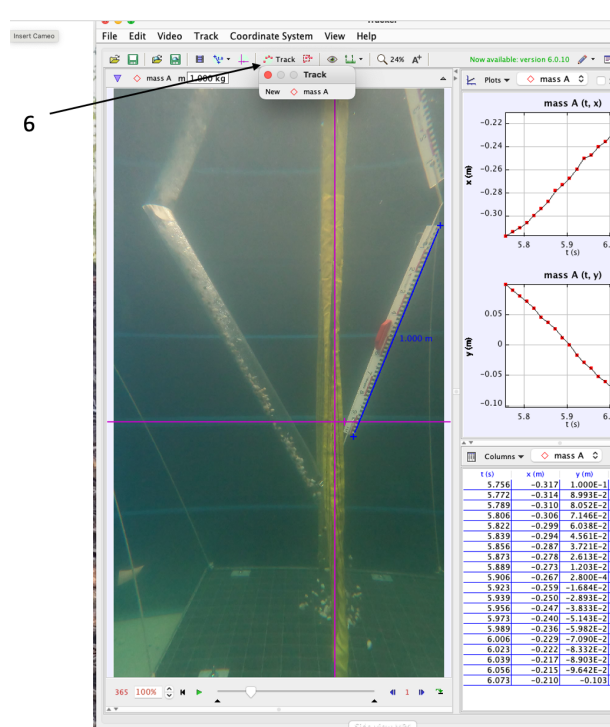 Insert Cameo
File Edit Video Track Coordinate System View Help
Track
24%
A+
Now available: version 6.0.10
mass A m 1.000 kg
Track
New mass A
6
1.000 m
365 100% 1
Plots mass A
mass A (t, x)
x (m)
-0.22
-0.24
-0.26
-0.28
-0.30
5.8 5.9 6.
t (s)
mass A (t, y)
y (m)
0.05
0
-0.05
-0.10
5.8 5.9 6.
t (s)
Columns mass A
t (s) x (m) y (m)
5.756 -0.317 1.000E-1
5.772 -0.314 8.993E-2
5.789 -0.310 8.052E-2
5.806 -0.306 7.146E-2
5.822 -0.299 6.038E-2
5.839 -0.294 4.561E-2
5.856 -0.287 3.721E-2
5.873 -0.278 2.613E-2
5.889 -0.273 1.203E-2
5.906 -0.267 2.800E-4
5.923 -0.259 -1.684E-2
5.939 -0.250 -2.893E-2
5.956 -0.247 -3.833E-2
5.973 -0.240 -5.143E-2
5.989 -0.236 -5.982E-2
6.006 -0.229 -7.090E-2
6.023 -0.222 -8.332E-2
6.039 -0.217 -8.903E-2
6.056 -0.215 -9.642E-2
6.073 -0.210 -0.103